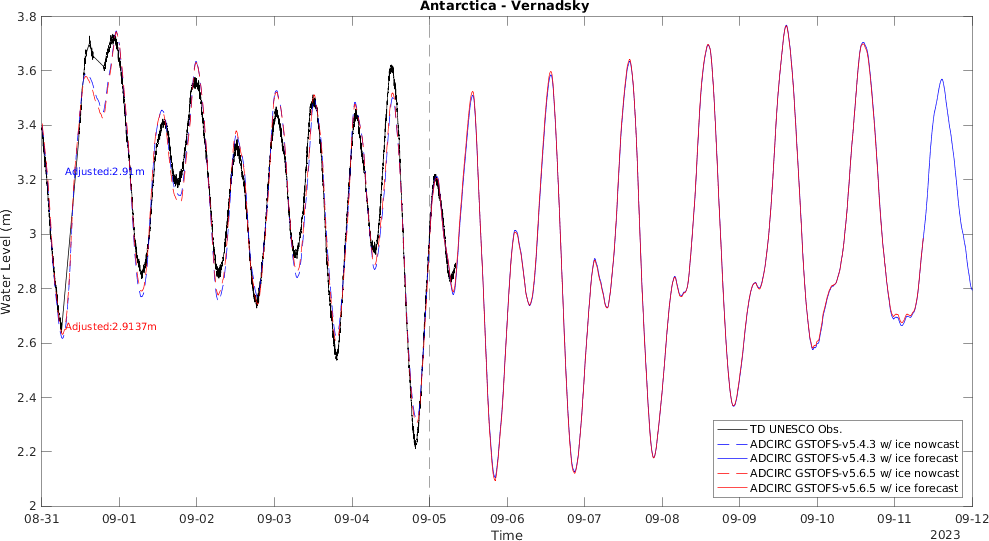 Antarctica - Vernadsky
Water Level (m)
3.8
3.6
3.4
3.2
3
2.8
2.6
2.4
2.2
2
Adjusted:2.91m
Adjusted:2.9137m
TD UNESCO Obs.
ADCIRC GSTOFS-v5.4.3 w/ ice nowcast
ADCIRC GSTOFS-v5.4.3 w/ ice forecast
ADCIRC GSTOFS-v5.6.5 w/ ice nowcast
ADCIRC GSTOFS-v5.6.5 w/ ice forecast
08-31 09-01 09-02 09-03 09-04 09-05 09-06 09-07 09-08 09-09 09-10 09-11 09-12
Time
2023